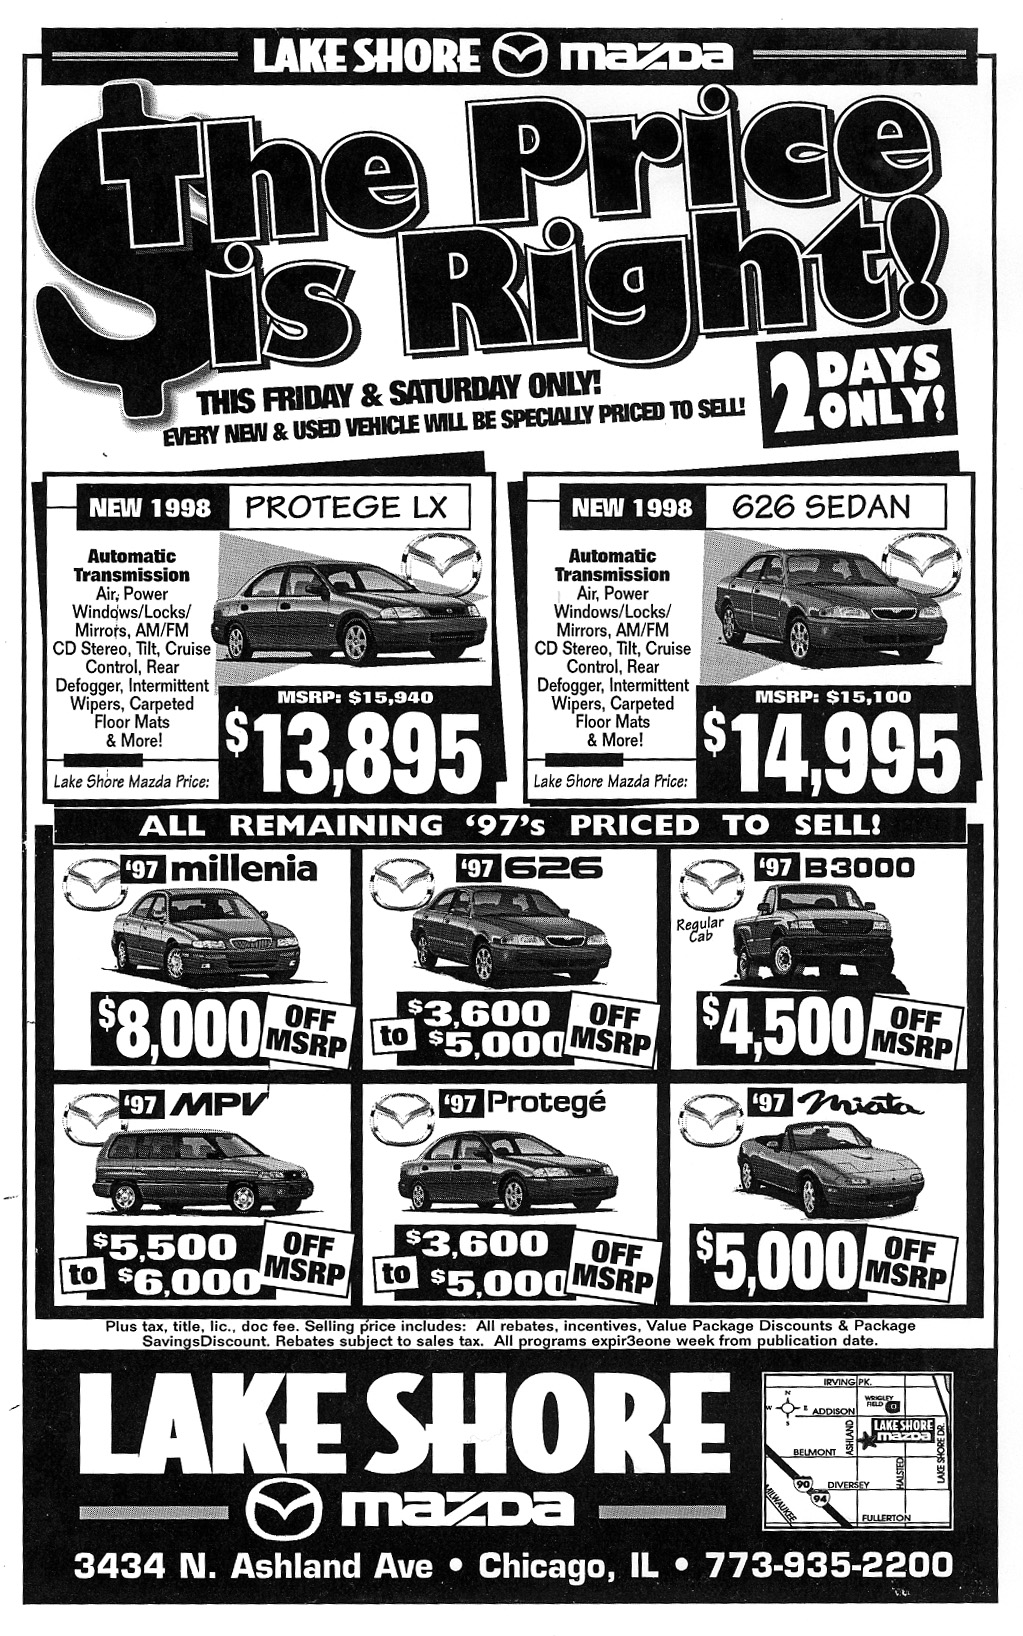 LAKE SHORE mazda
The Price
is Right!
THIS FRIDAY & SATURDAY ONLY!
EVERY NEW & USED VEHICLE WILL BE SPECIALLY PRICED TO SELL!
2 DAYS
ONLY!
NEW 1998 PROTEGE LX
Automatic
Transmission
Air, Power
Windows/Locks/
Mirrors, AM/FM
CD Stereo, Tilt, Cruise
Control, Rear
Defogger, Intermittent
Wipers, Carpeted
Floor Mats
& More!
Lake Shore Mazda Price:
MSRP: $15,940
$13,895
NEW 1998 626 SEDAN
Automatic
Transmission
Air, Power
Windows/Locks/
Mirrors, AM/FM
CD Stereo, Tilt, Cruise
Control, Rear
Defogger, Intermittent
Wipers, Carpeted
Floor Mats
& More!
Lake Shore Mazda Price:
MSRP: $15,100
$14,995
ALL REMAINING '97's PRICED TO SELL!
'97 millenia
$8,000 OFF
MSRP
'97 626
$3,600
to $5,000
OFF
MSRP
'97 B3000
Regular
Cab
$4,500 OFF
MSRP
'97 MPV
$5,500
to $6,000
OFF
MSRP
'97 Protegé
$3,600
to $5,000
OFF
MSRP
'97 Miata
$5,000 OFF
MSRP
Plus tax, title, lic., doc fee. Selling price includes: All rebates, incentives, Value Package Discounts & Package
SavingsDiscount. Rebates subject to sales tax. All programs expir3eone week from publication date.
LAKE SHORE
mazda
3434 N. Ashland Ave • Chicago, IL • 773-935-2200
IRVING PK.
N
W E
S
ADDISON
WRIGLEY
FIELD
ASHLAND
LAKE SHORE
mazda
BELMONT
HALSTED
LAKE SHORE DR.
90
94
DIVERSEY
MILWAUKEE
FULLERTON